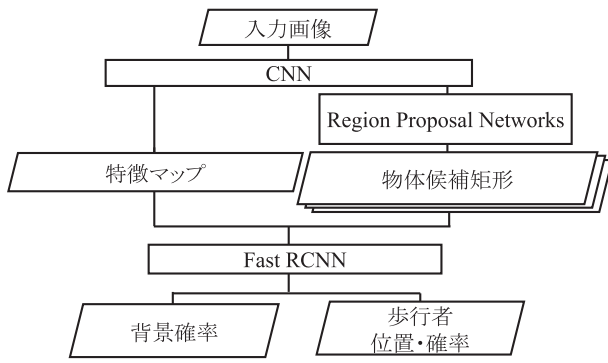 入力画像
CNN
Region Proposal Networks
特徴マップ
物体候補矩形
Fast RCNN
背景確率
歩行者
位置・確率